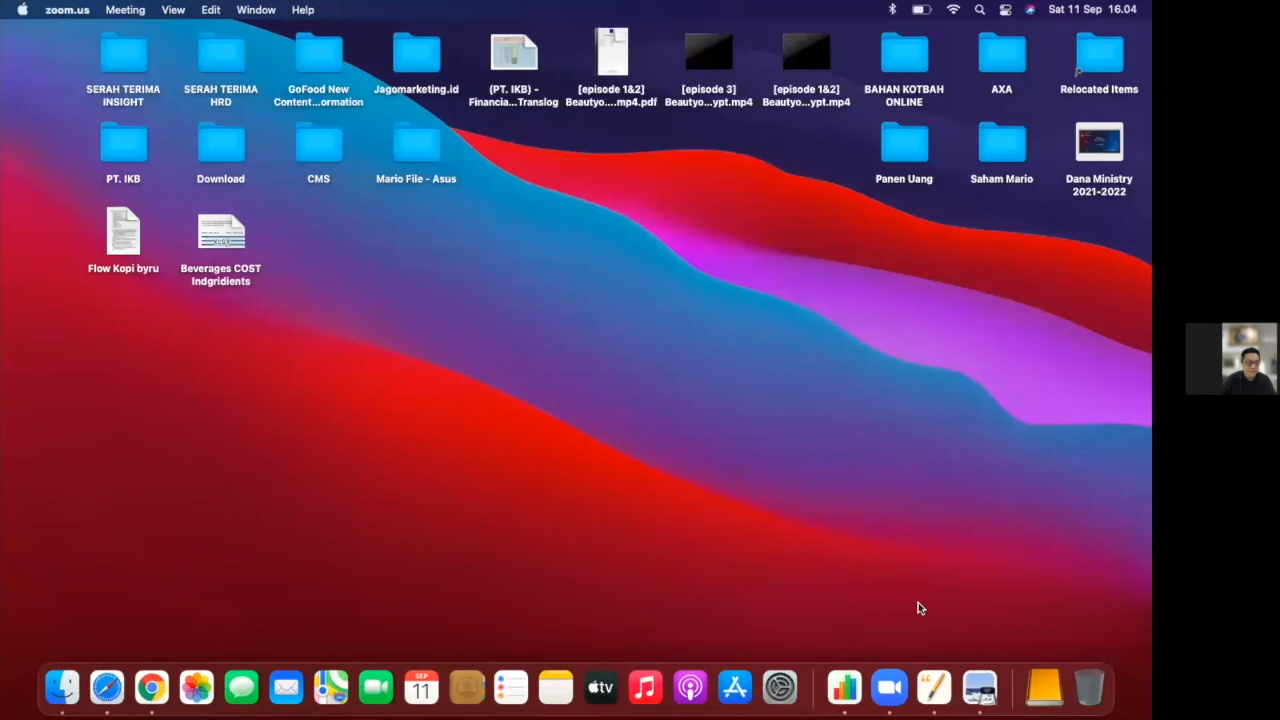 zoom.us Meeting View Edit Window Help Sat 11 Sep 16.04
SERAH TERIMA
INSIGHT
SERAH TERIMA
HRD
GoFood New
Content...ormation
Jagomarketing.id
(PT. IKB) -
Financia...Translog
[episode 1&2]
Beautyo....mp4.pdf
[episode 3]
Beautyo...ypt.mp4
[episode 1&2]
Beautyo...ypt.mp4
BAHAN KOTBAH
ONLINE
AXA
Relocated Items
PT. IKB
Download
CMS
Mario File - Asus
Panen Uang
Saham Mario
Dana Ministry
2021-2022
XLSX
Flow Kopi byru
Beverages COST
Indgridients
SEP
11
tv